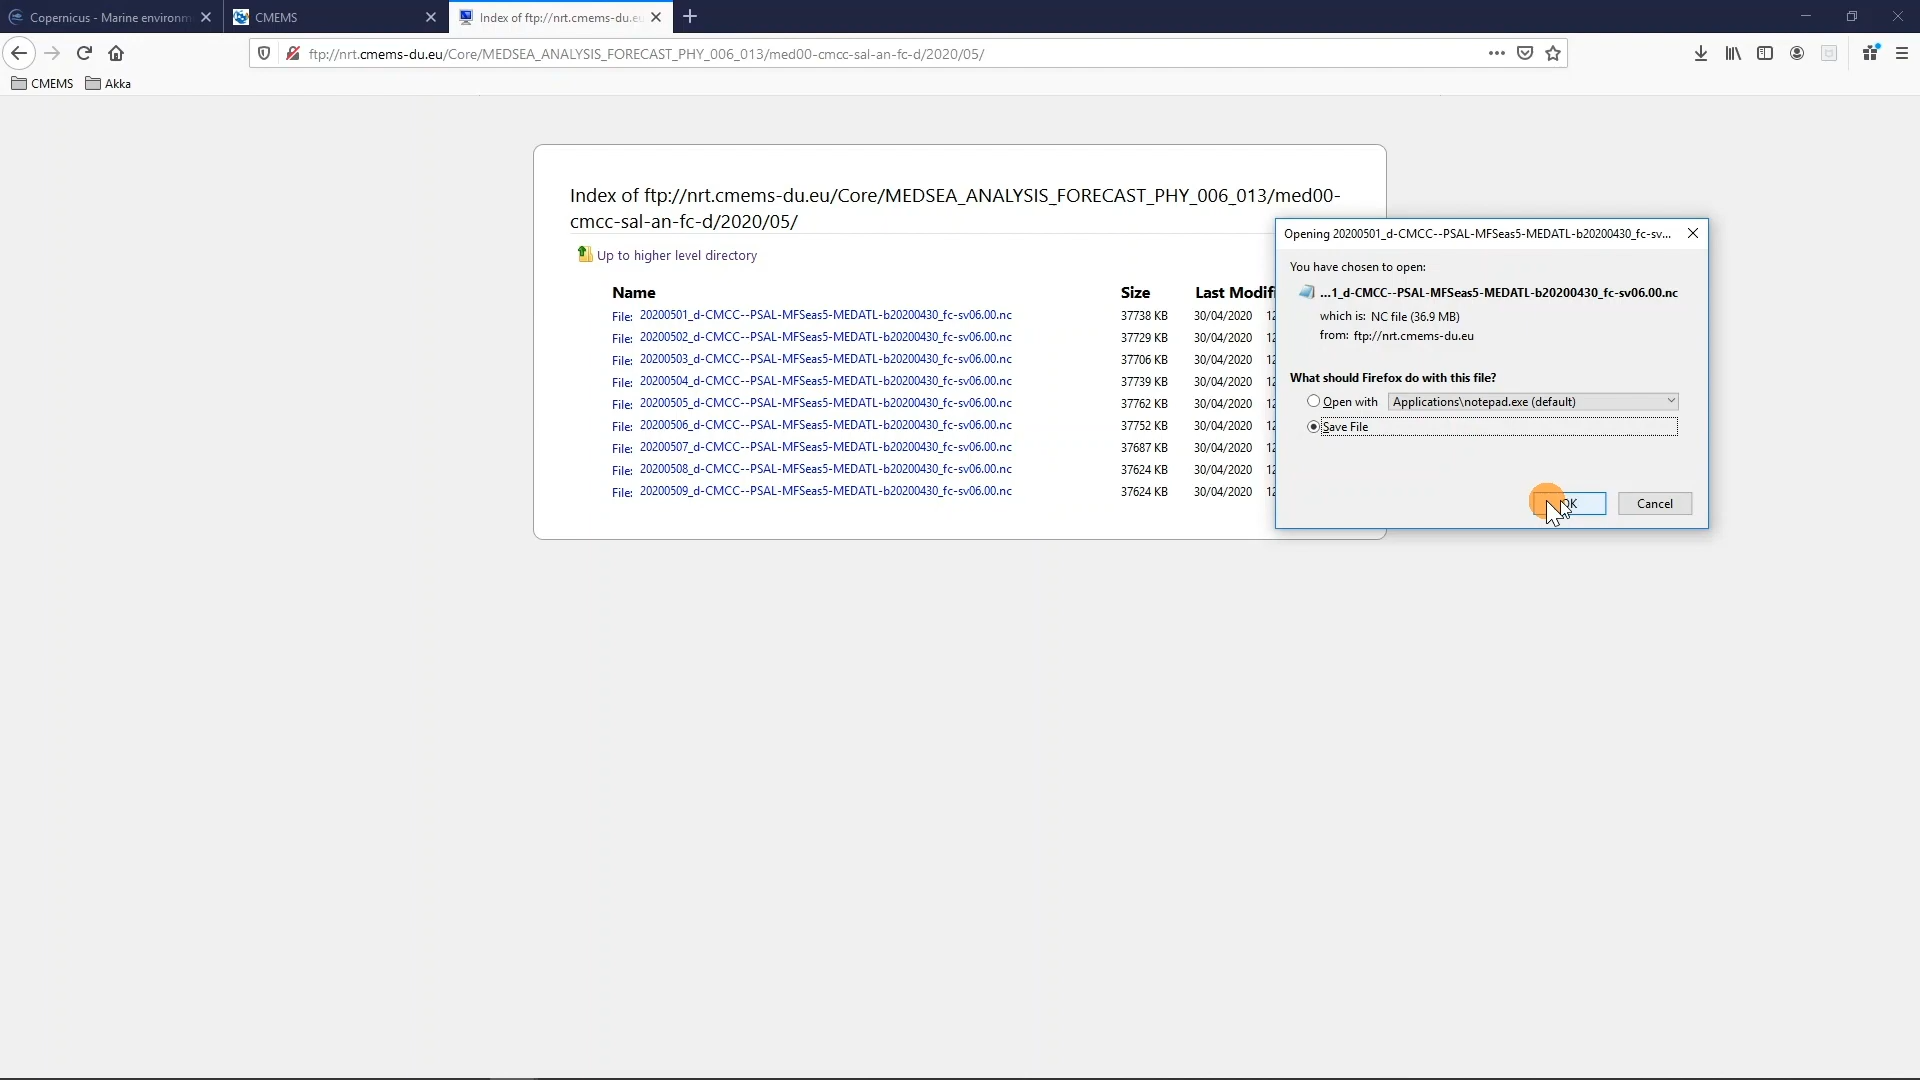 Copernicus - Marine environm
CMEMS
Index of ftp://nrt.cmems-du.eu
ftp://nrt.cmems-du.eu/Core/MEDSEA_ANALYSIS_FORECAST_PHY_006_013/med00-cmcc-sal-an-fc-d/2020/05/
CMEMS Akka
Index of ftp://nrt.cmems-du.eu/Core/MEDSEA_ANALYSIS_FORECAST_PHY_006_013/med00-
cmcc-sal-an-fc-d/2020/05/
Up to higher level directory
Name Size Last Modifi
File: 20200501_d-CMCC--PSAL-MFSeas5-MEDATL-b20200430_fc-sv06.00.nc 37738 KB 30/04/2020 12
File: 20200502_d-CMCC--PSAL-MFSeas5-MEDATL-b20200430_fc-sv06.00.nc 37729 KB 30/04/2020 12
File: 20200503_d-CMCC--PSAL-MFSeas5-MEDATL-b20200430_fc-sv06.00.nc 37706 KB 30/04/2020 12
File: 20200504_d-CMCC--PSAL-MFSeas5-MEDATL-b20200430_fc-sv06.00.nc 37739 KB 30/04/2020 12
File: 20200505_d-CMCC--PSAL-MFSeas5-MEDATL-b20200430_fc-sv06.00.nc 37762 KB 30/04/2020 12
File: 20200506_d-CMCC--PSAL-MFSeas5-MEDATL-b20200430_fc-sv06.00.nc 37752 KB 30/04/2020 12
File: 20200507_d-CMCC--PSAL-MFSeas5-MEDATL-b20200430_fc-sv06.00.nc 37687 KB 30/04/2020 12
File: 20200508_d-CMCC--PSAL-MFSeas5-MEDATL-b20200430_fc-sv06.00.nc 37624 KB 30/04/2020 12
File: 20200509_d-CMCC--PSAL-MFSeas5-MEDATL-b20200430_fc-sv06.00.nc 37624 KB 30/04/2020 12
Opening 20200501_d-CMCC--PSAL-MFSeas5-MEDATL-b20200430_fc-sv...
You have chosen to open:
...1_d-CMCC--PSAL-MFSeas5-MEDATL-b20200430_fc-sv06.00.nc
which is: NC file (36.9 MB)
from: ftp://nrt.cmems-du.eu
What should Firefox do with this file?
Open with Applications\notepad.exe (default)
Save File
OK Cancel